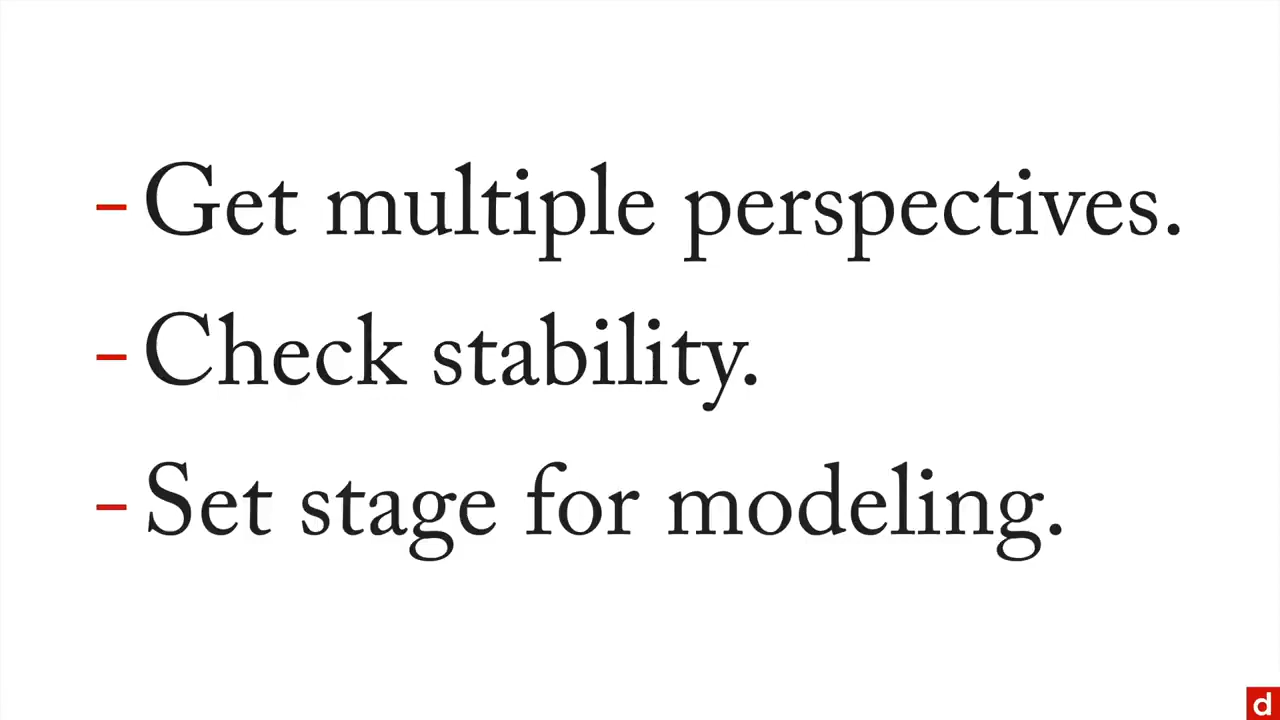 - Get multiple perspectives.
- Check stability.
- Set stage for modeling.
d